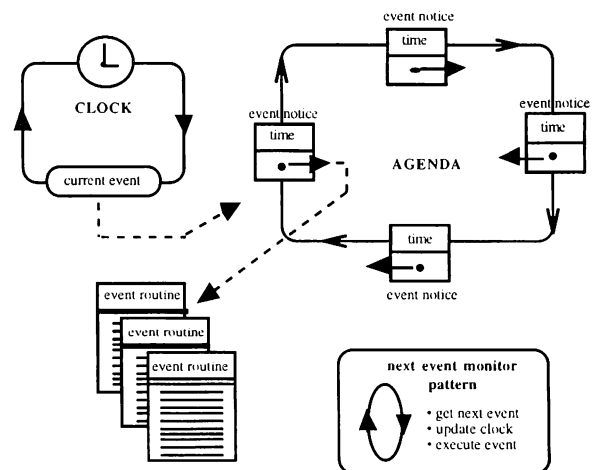 event notice
time
CLOCK
current event
event notice
time
event notice
time
AGENDA
time
event notice
event routine
event routine
event routine
next event monitor
pattern
• get next event
• update clock
• execute event